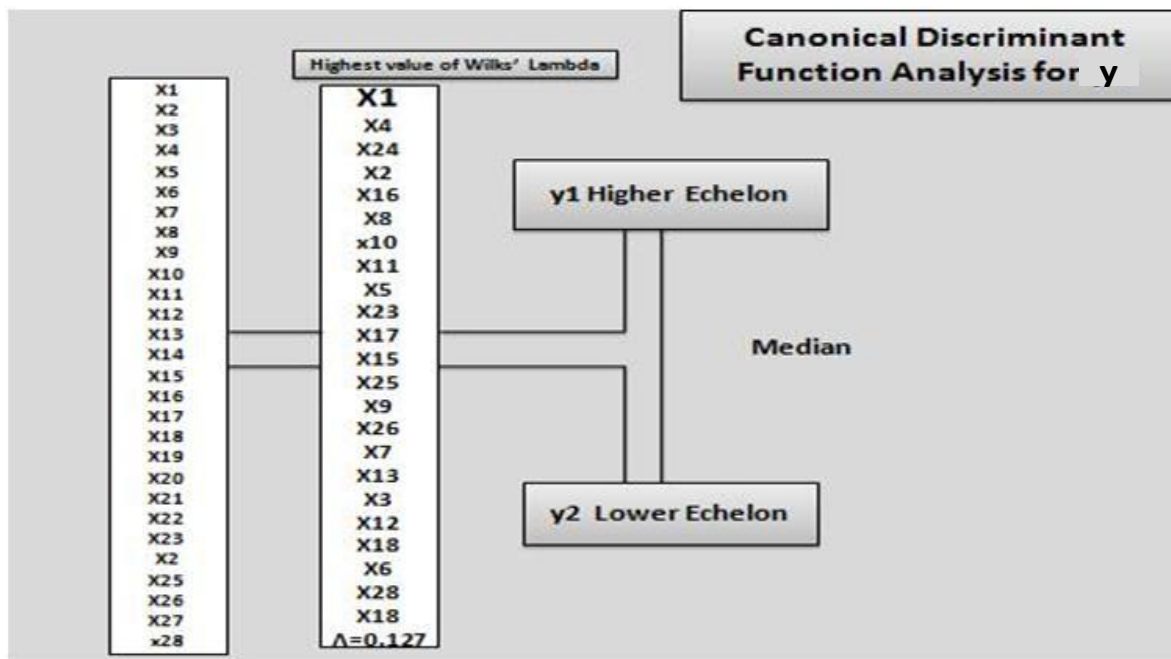 Canonical Discriminant
Function Analysis for y
Highest value of Wilks' Lambda
X1
X2
X3
X4
X5
X6
X7
X8
X9
X10
X11
X12
X13
X14
X15
X16
X17
X18
X19
X20
X21
X22
X23
X2
X25
X26
X27
x28
X1
X4
X24
X2
X16
X8
x10
X11
X5
X23
X17
X15
X25
X9
X26
X7
X13
X3
X12
X18
X6
X28
X18
Λ=0.127
y1 Higher Echelon
Median
y2 Lower Echelon